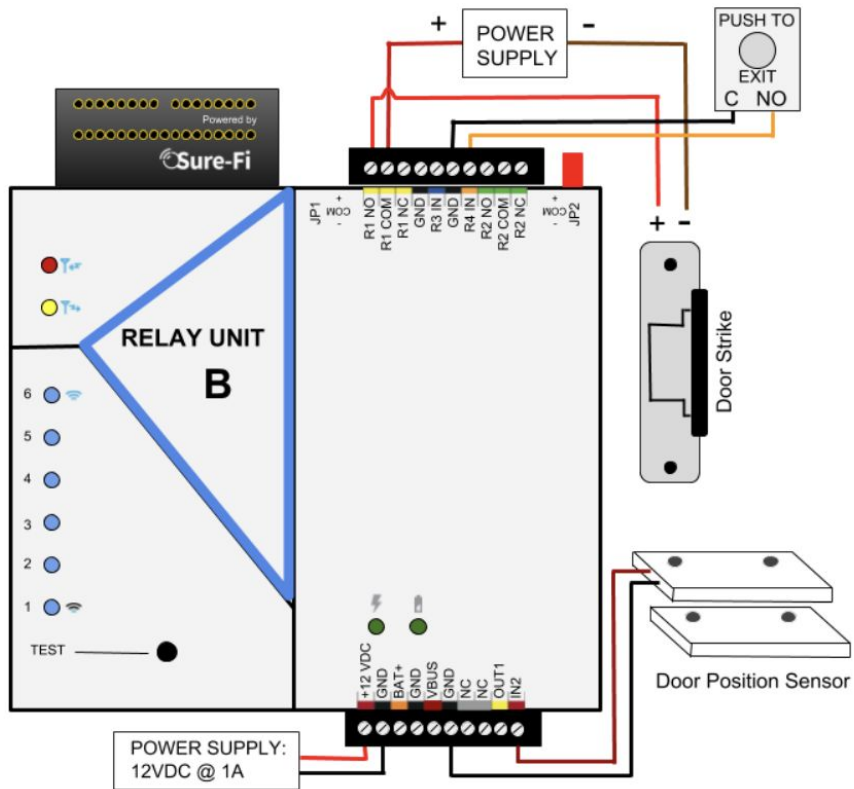 +
POWER
SUPPLY
-
PUSH TO
EXIT
C NO
Powered by
Sure-Fi
JP1
+
COM
-
R1 NO
R1 COM
R1 NC
GND
R3 IN
GND
R4 IN
R2 NO
R2 COM
R2 NC
+
COM
-
JP2
+ -
RELAY UNIT
B
Door Strike
6
5
4
3
2
1
TEST
+12 VDC
GND
BAT+
GND
VBUS
GND
NC
NC
OUT1
IN2
Door Position Sensor
POWER SUPPLY:
12VDC @ 1A